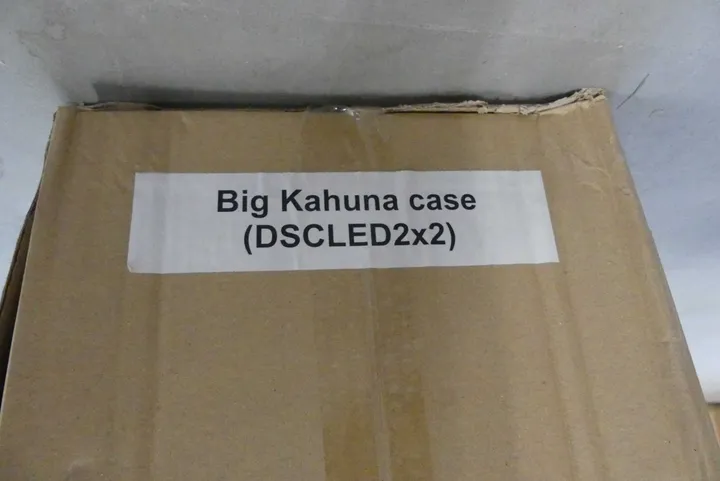 Big Kahuna case
(DSCLED2x2)